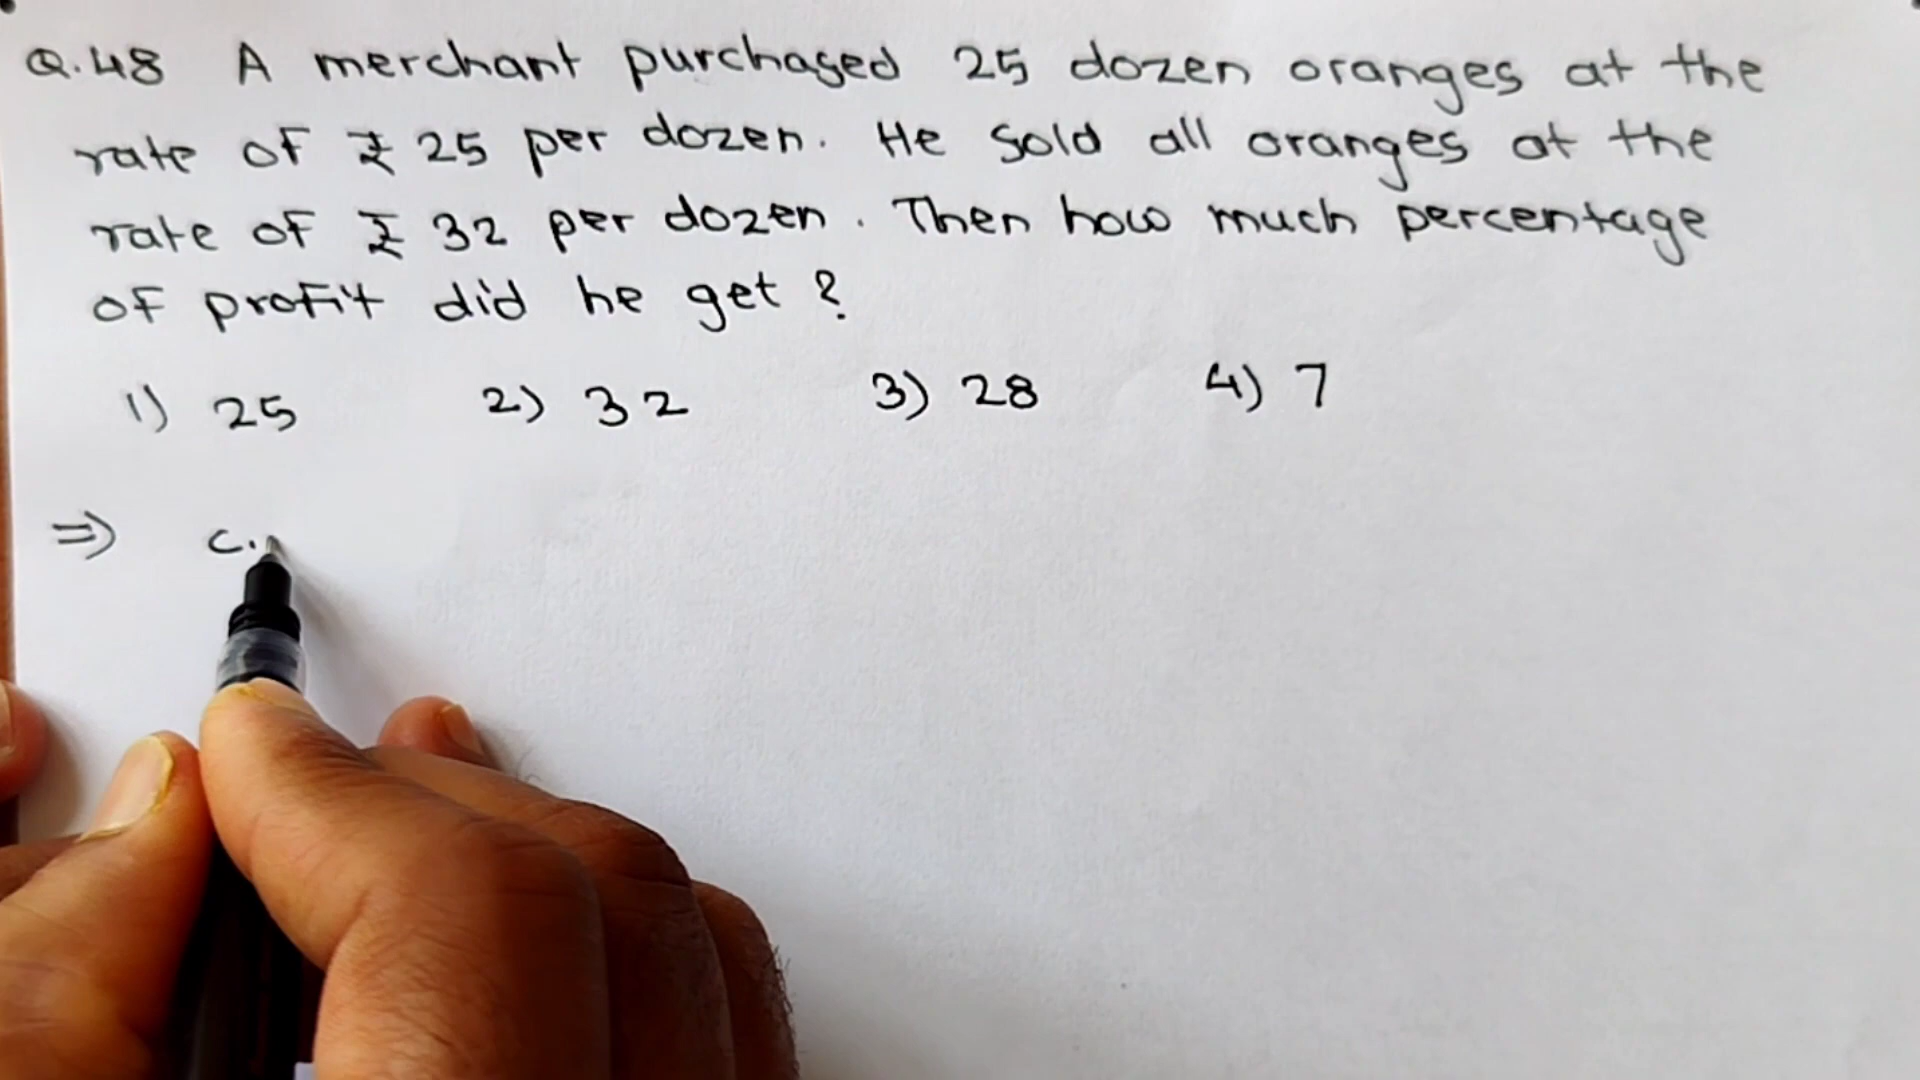 Q.48 A merchant purchased 25 dozen oranges at the
rate of ₹ 25 per dozen. He sold all oranges at the
rate of ₹ 32 per dozen. Then how much percentage
of profit did he get ?
1) 25 2) 32 3) 28 4) 7
⇒ C.